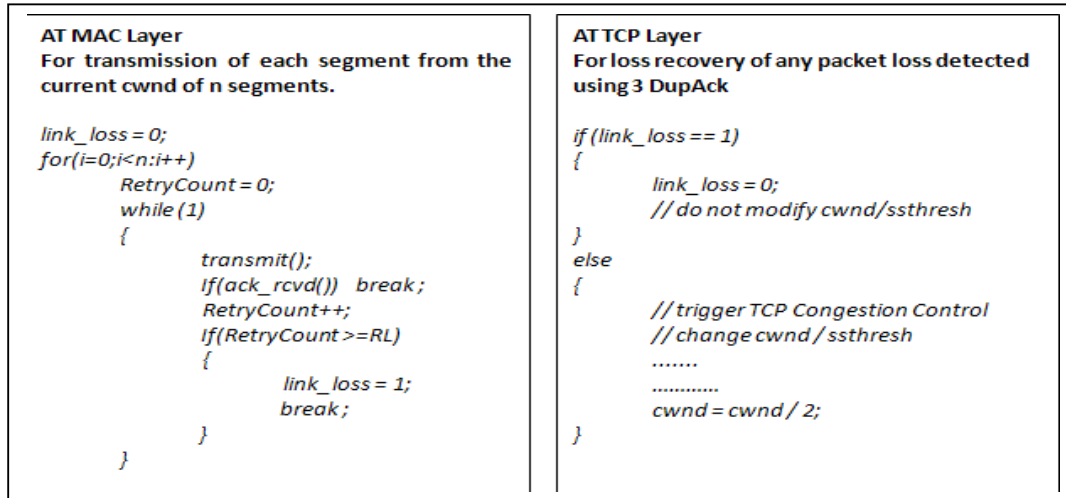 AT MAC Layer
For transmission of each segment from the
current cwnd of n segments.
link_loss = 0;
for(i=0;i<n:i++)
RetryCount = 0;
while (1)
{
transmit();
If(ack_rcvd()) break;
RetryCount++;
If(RetryCount >=RL)
{
link_loss = 1;
break;
}
}
AT TCP Layer
For loss recovery of any packet loss detected
using 3 DupAck
if (link_loss == 1)
{
link_loss = 0;
// do not modify cwnd/ssthresh
}
else
{
// trigger TCP Congestion Control
// change cwnd / ssthresh
.......
............
cwnd = cwnd / 2;
}